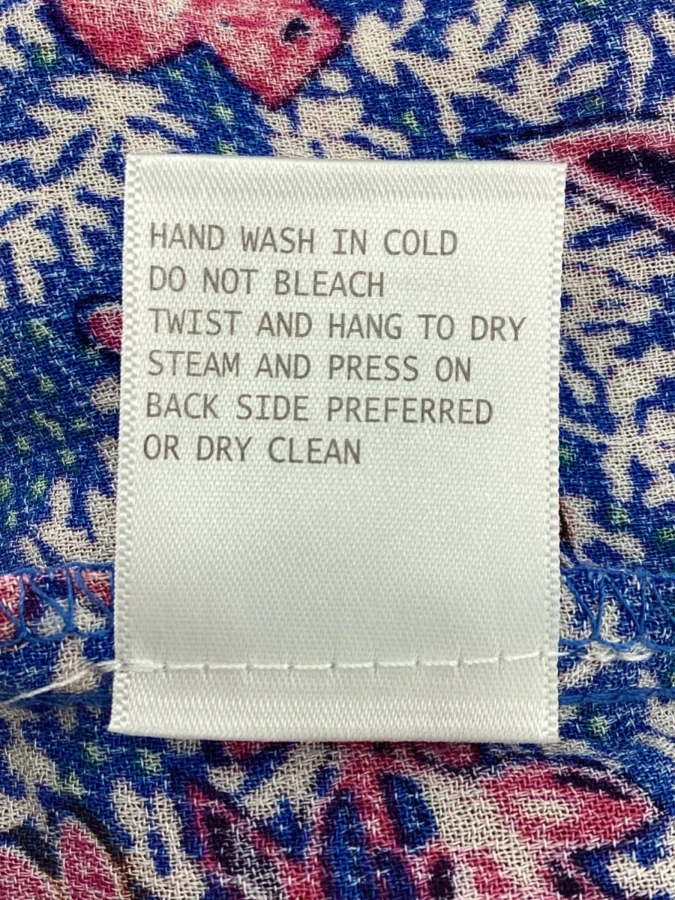 HAND WASH IN COLD
DO NOT BLEACH
TWIST AND HANG TO DRY
STEAM AND PRESS ON
BACK SIDE PREFERRED
OR DRY CLEAN